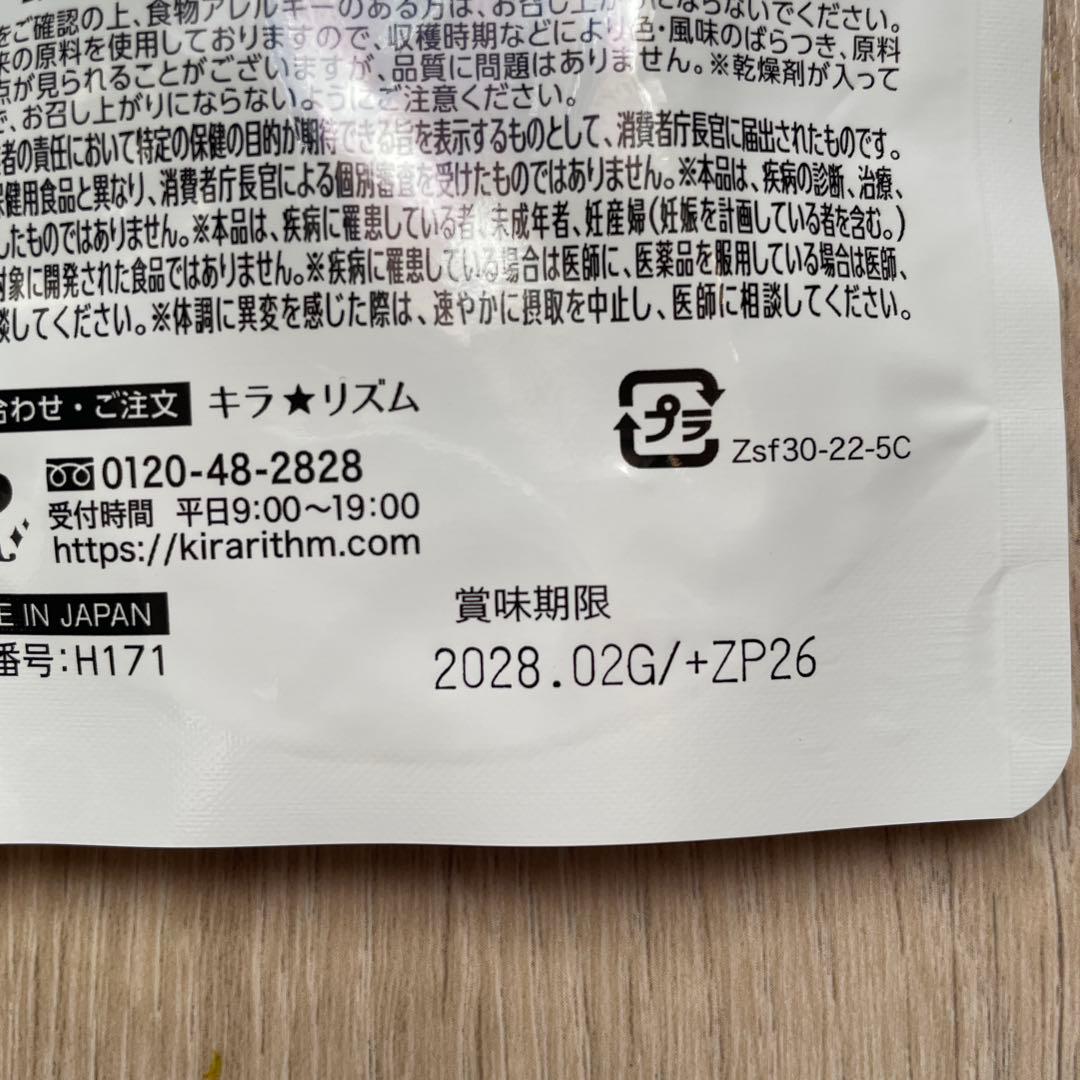 をご確認の上、食物アレルギーのある方は、お召し上がりにならないでください。
来の原料を使用しておりますので、収穫時期などにより色・風味のばらつき、原料
点が見られることがございますが、品質に問題はありません。※乾燥剤が入って
で、お召し上がりにならないようにご注意ください。
者の責任において特定の保健の目的が期待できる旨を表示するものとして、消費者庁長官に届出されたものです。
保健用食品と異なり、消費者庁長官による個別審査を受けたものではありません。※本品は、疾病の診断、治療、
したものではありません。※本品は、疾病に罹患している者、未成年者、妊産婦(妊娠を計画している者を含む。)
対象に開発された食品ではありません。※疾病に罹患している場合は医師に、医薬品を服用している場合は医師、
談してください。※体調に異変を感じた際は、速やかに摂取を中止し、医師に相談してください。
合わせ・ご注文 キラ★リズム
0120-48-2828
受付時間 平日9:00〜19:00
https://kirarithm.com
プラ Zsf30-22-5C
E IN JAPAN
番号:H171
賞味期限
2028.02G/+ZP26